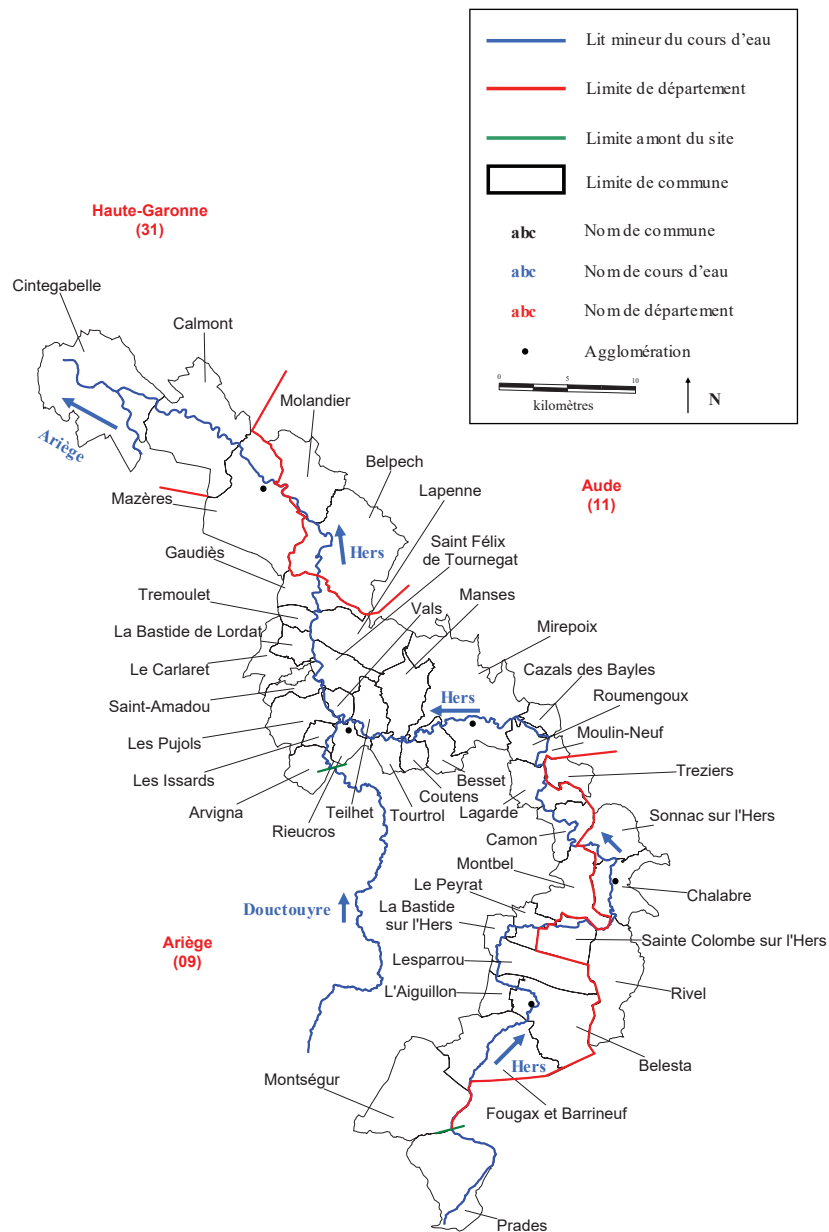 Lit mineur du cours d'eau
Limite de département
Limite amont du site
Limite de commune
abc Nom de commune
abc Nom de cours d'eau
abc Nom de département
Agglomération
0 5 10
kilomètres
N
Haute-Garonne
(31)
Cintegabelle
Calmont
Molandier
Ariège
Belpech
Mazères
Lapenne
Aude
(11)
Saint Félix
de Tournegat
Gaudiès
Hers
Tremoulet
Vals
Manses
La Bastide de Lordat
Mirepoix
Le Carlaret
Cazals des Bayles
Saint-Amadou
Hers
Roumengoux
Moulin-Neuf
Les Pujols
Les Issards
Besset
Treziers
Arvigna
Coutens
Lagarde
Teilhet
Tourtrol
Rieucros
Sonnac sur l'Hers
Camon
Montbel
Le Peyrat
Chalabre
La Bastide
sur l'Hers
Douctouyre
Ariège
(09)
Sainte Colombe sur l'Hers
Lesparrou
L'Aiguillon
Rivel
Hers
Belesta
Montségur
Fougax et Barrineuf
Prades